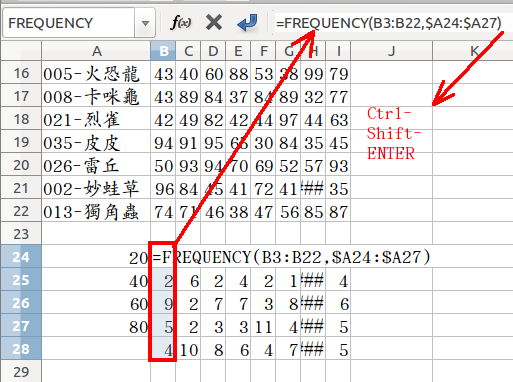 FREQUENCY =FREQUENCY(B3:B22,$A24:$A27)
A B C D E F G H I J K
16 005-火恐龍 43 40 60 88 53 38 99 79
17 008-卡咪龜 43 89 84 37 84 89 32 77
18 021-烈雀 42 49 82 42 44 97 44 63
19 035-皮皮 94 91 95 65 30 84 35 45
20 026-雷丘 50 93 94 70 69 52 57 93
21 002-妙蛙草 96 84 45 41 72 41 ### 35
22 013-獨角蟲 74 71 46 38 47 56 85 87
23
24 20 =FREQUENCY(B3:B22,$A24:$A27)
25 40 2 6 2 4 2 1 ### 4
26 60 9 2 7 7 3 8 ### 6
27 80 5 2 3 3 11 4 ### 5
28 4 10 8 6 4 7 ### 5
29
Ctrl-
Shift-
ENTER